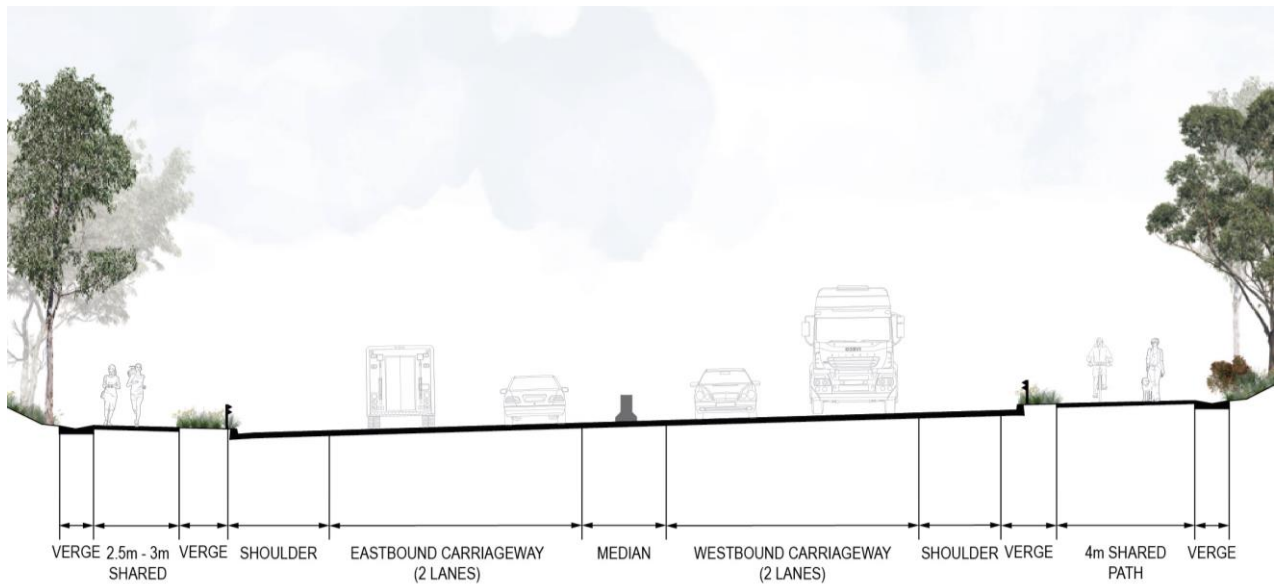 VERGE
2.5m - 3m
SHARED
VERGE
SHOULDER
EASTBOUND CARRIAGEWAY
(2 LANES)
MEDIAN
WESTBOUND CARRIAGEWAY
(2 LANES)
SHOULDER
VERGE
4m SHARED
PATH
VERGE